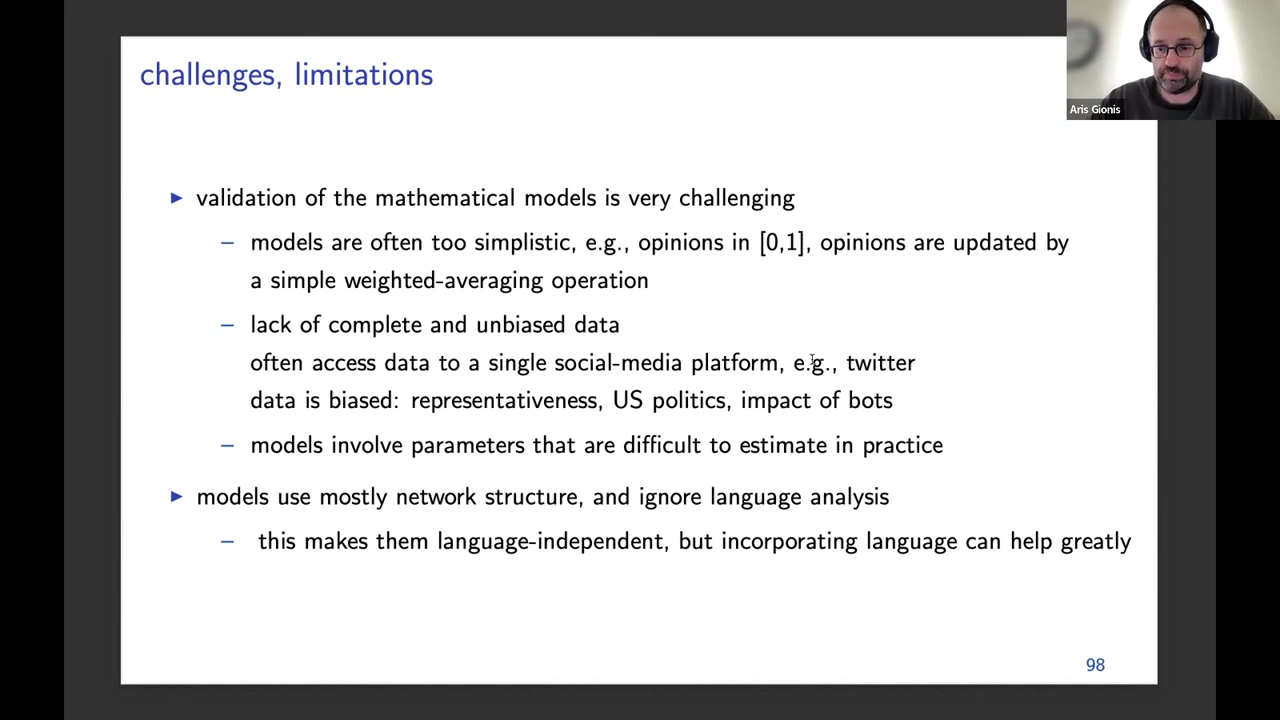 challenges, limitations
Aris Gionis
▶ validation of the mathematical models is very challenging
– models are often too simplistic, e.g., opinions in [0,1], opinions are updated by
a simple weighted-averaging operation
– lack of complete and unbiased data
often access data to a single social-media platform, e.g., twitter
data is biased: representativeness, US politics, impact of bots
– models involve parameters that are difficult to estimate in practice
▶ models use mostly network structure, and ignore language analysis
– this makes them language-independent, but incorporating language can help greatly
98